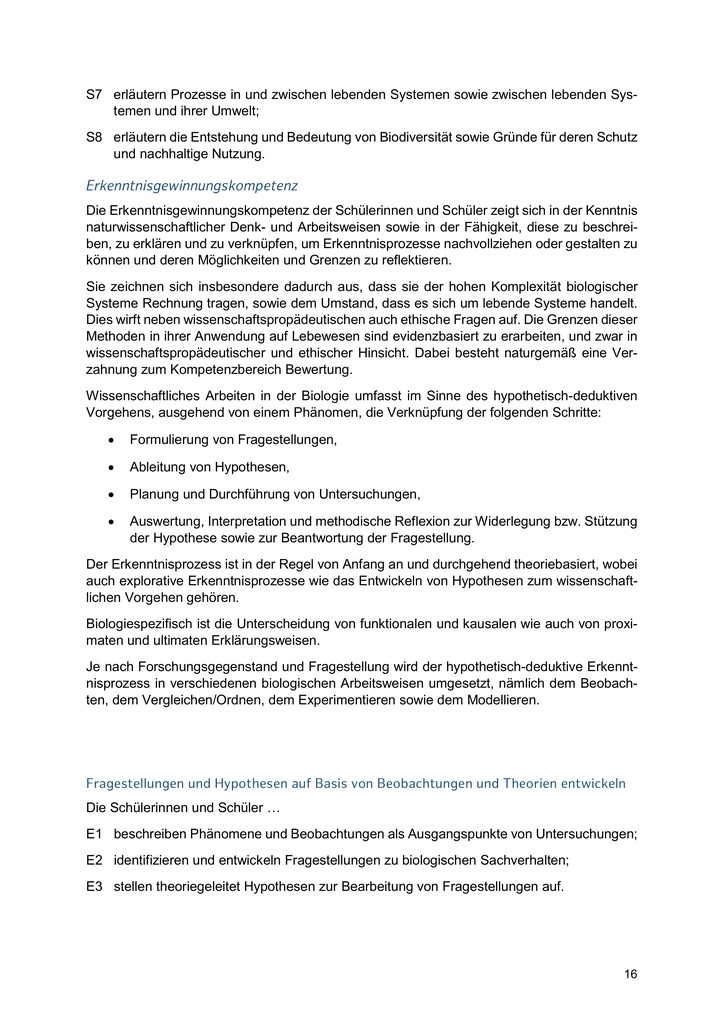 S7 erläutern Prozesse in und zwischen lebenden Systemen sowie zwischen lebenden Sys-
temen und ihrer Umwelt;
S8 erläutern die Entstehung und Bedeutung von Biodiversität sowie Gründe für deren Schutz
und nachhaltige Nutzung.
Erkenntnisgewinnungskompetenz
Die Erkenntnisgewinnungskompetenz der Schülerinnen und Schüler zeigt sich in der Kenntnis
naturwissenschaftlicher Denk- und Arbeitsweisen sowie in der Fähigkeit, diese zu beschrei-
ben, zu erklären und zu verknüpfen, um Erkenntnisprozesse nachvollziehen oder gestalten zu
können und deren Möglichkeiten und Grenzen zu reflektieren.
Sie zeichnen sich insbesondere dadurch aus, dass sie der hohen Komplexität biologischer
Systeme Rechnung tragen, sowie dem Umstand, dass es sich um lebende Systeme handelt.
Dies wirft neben wissenschaftspropädeutischen auch ethische Fragen auf. Die Grenzen dieser
Methoden in ihrer Anwendung auf Lebewesen sind evidenzbasiert zu erarbeiten, und zwar in
wissenschaftspropädeutischer und ethischer Hinsicht. Dabei besteht naturgemäß eine Ver-
zahnung zum Kompetenzbereich Bewertung.
Wissenschaftliches Arbeiten in der Biologie umfasst im Sinne des hypothetisch-deduktiven
Vorgehens, ausgehend von einem Phänomen, die Verknüpfung der folgenden Schritte:
• Formulierung von Fragestellungen,
• Ableitung von Hypothesen,
• Planung und Durchführung von Untersuchungen,
• Auswertung, Interpretation und methodische Reflexion zur Widerlegung bzw. Stützung
der Hypothese sowie zur Beantwortung der Fragestellung.
Der Erkenntnisprozess ist in der Regel von Anfang an und durchgehend theoriebasiert, wobei
auch explorative Erkenntnisprozesse wie das Entwickeln von Hypothesen zum wissenschaft-
lichen Vorgehen gehören.
Biologiespezifisch ist die Unterscheidung von funktionalen und kausalen wie auch von proxi-
maten und ultimaten Erklärungsweisen.
Je nach Forschungsgegenstand und Fragestellung wird der hypothetisch-deduktive Erkennt-
nisprozess in verschiedenen biologischen Arbeitsweisen umgesetzt, nämlich dem Beobach-
ten, dem Vergleichen/Ordnen, dem Experimentieren sowie dem Modellieren.
Fragestellungen und Hypothesen auf Basis von Beobachtungen und Theorien entwickeln
Die Schülerinnen und Schüler …
E1 beschreiben Phänomene und Beobachtungen als Ausgangspunkte von Untersuchungen;
E2 identifizieren und entwickeln Fragestellungen zu biologischen Sachverhalten;
E3 stellen theoriegeleitet Hypothesen zur Bearbeitung von Fragestellungen auf.
16